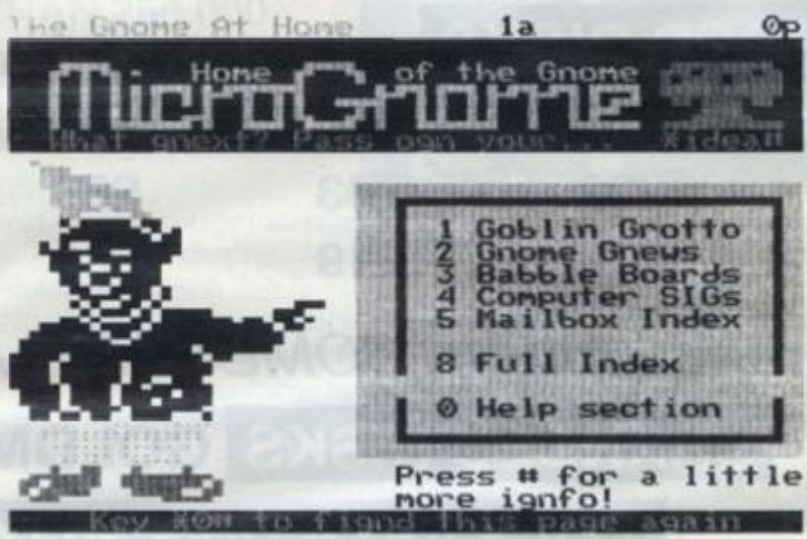 The Gnome At Home 1a 0p
Home of the Gnome
MicroGnome
What gnext? Pass ogn your... *idea#
1 Goblin Grotto
2 Gnome Gnews
3 Babble Boards
4 Computer SIGs
5 Mailbox Index
8 Full Index
0 Help section
Press # for a little
more ignfo!
Key *0# to fignd this page again